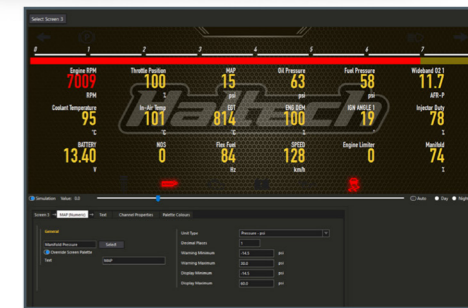 Select Screen 3
0 1 2 3 4 5 6 7
Engine RPM Throttle Position MAP Oil Pressure Fuel Pressure Wideband O2 1
7009 100 15 63 58 11.7
RPM % psi psi psi AFR-P
Coolant Temperature In-Air Temp EGT ENG DEM IGN ANGLE 1 Injector Duty
95 101 814 100 19 78
°C °C °C % ° %
BATTERY NOS Flex Fuel SPEED Engine Limiter Manifold
13.40 0 84 128 0 74
V Hz km/h %
Haltech
Simulation Value: 0.0 Auto Day Night
Screen 3 MAP (Numeric) Text Channel Properties Palette Colours
General
Manifold Pressure Select
Override Screen Palette
Text MAP
Unit Type Pressure - psi
Decimal Places 1
Warning Minimum -14.5 psi
Warning Maximum psi
Display Minimum -14.5 psi
Display Maximum psi